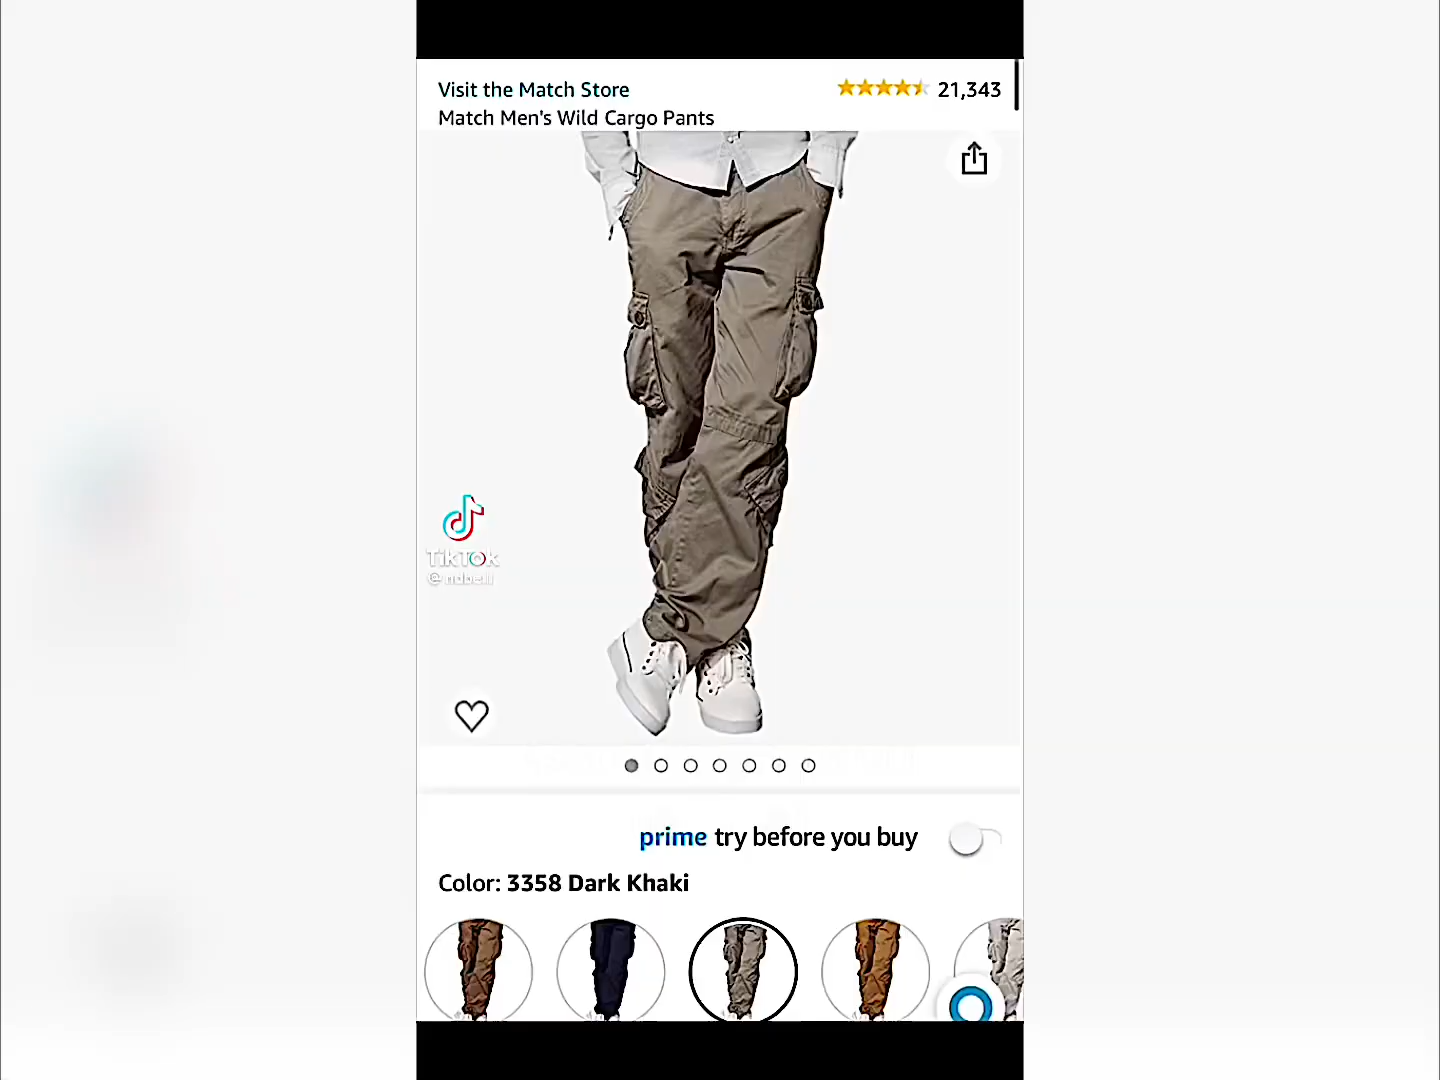 Visit the Match Store
21,343
Match Men's Wild Cargo Pants
TikTok
prime try before you buy
Color: 3358 Dark Khaki